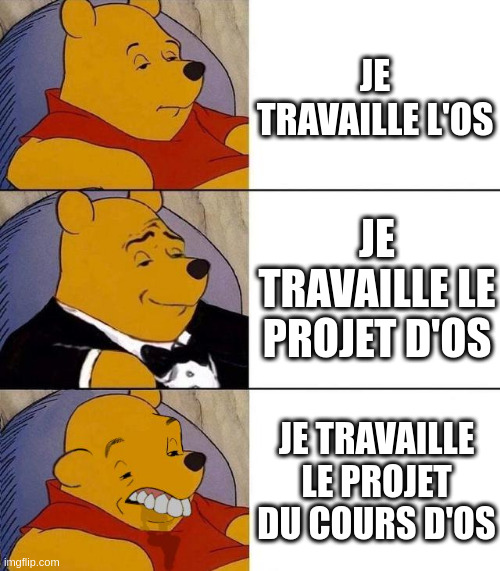 JE
TRAVAILLE L'OS
JE
TRAVAILLE LE
PROJET D'OS
JE TRAVAILLE
LE PROJET
DU COURS D'OS
imgflip.com